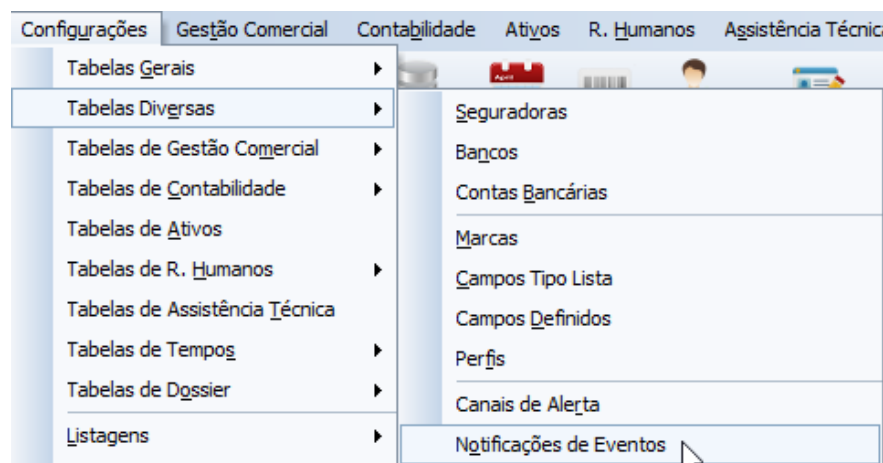 Configurações Gestão Comercial Contabilidade Ativos R. Humanos Assistência Técnica
Tabelas Gerais
Tabelas Diversas
Tabelas de Gestão Comercial
Tabelas de Contabilidade
Tabelas de Ativos
Tabelas de R. Humanos
Tabelas de Assistência Técnica
Tabelas de Tempos
Tabelas de Dossier
Listagens
April
Seguradoras
Bancos
Contas Bancárias
Marcas
Campos Tipo Lista
Campos Definidos
Perfis
Canais de Alerta
Notificações de Eventos